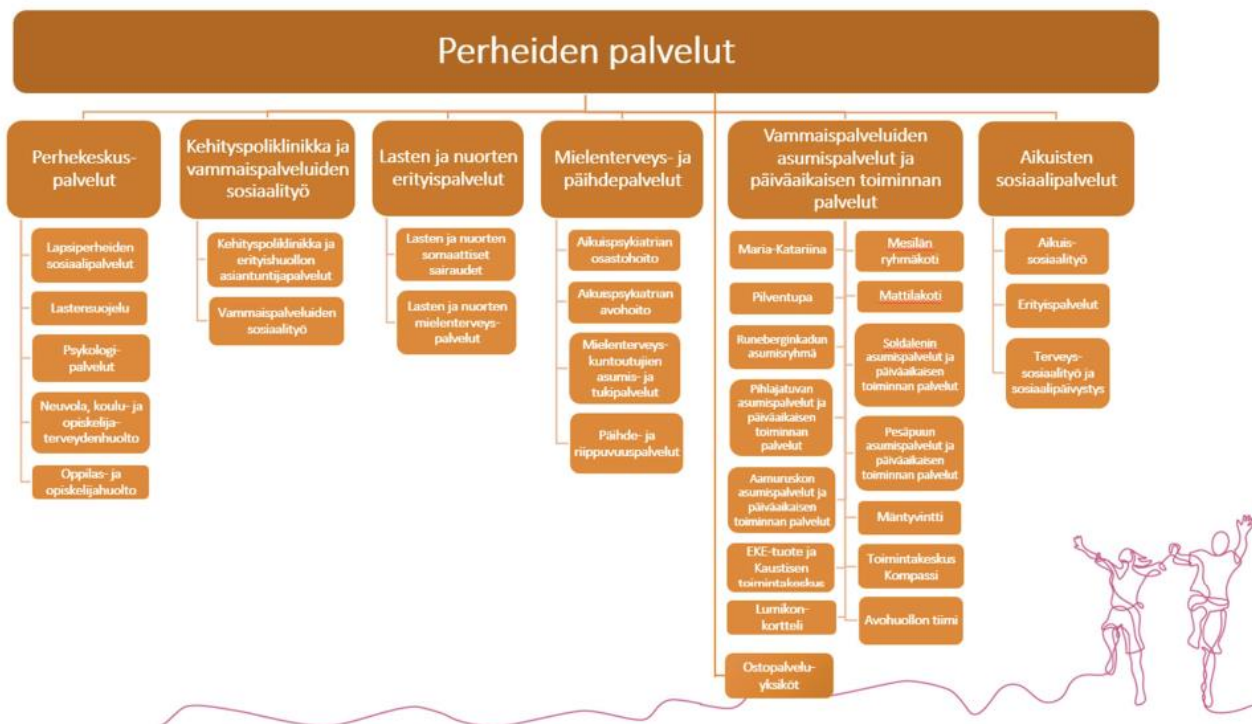 Perheiden palvelut
Perhekeskus-
palvelut
Lapsiperheiden
sosiaalipalvelut
Lastensuojelu
Psykologi-
palvelut
Neuvola, koulu- ja
opiskelija-
terveydenhuolto
Oppilas- ja
opiskelijahuolto
Kehityspoliklinikka ja
vammaispalveluiden
sosiaalityö
Kehityspoliklinikka ja
erityishuollon
asiantuntijapalvelut
Vammaispalveluiden
sosiaalityö
Lasten ja nuorten
erityispalvelut
Lasten ja nuorten
somaattiset
sairaudet
Lasten ja nuorten
mielenterveys-
palvelut
Mielenterveys- ja
päihdepalvelut
Aikuispsykiatrian
osastohoito
Aikuispsykiatrian
avohoito
Mielenterveys-
kuntoutujien
asumis- ja
tukipalvelut
Päihde- ja
riippuvuuspalvelut
Vammaispalveluiden
asumispalvelut ja
päiväaikaisen toiminnan
palvelut
Maria-Katariina
Pilventupa
Runeberginkadun
asumisryhmä
Pihlajatuvan
asumispalvelut ja
päiväaikaisen
toiminnan
palvelut
Aamuruskon
asumispalvelut ja
päiväaikaisen
toiminnan palvelut
EKE-tuote ja
Kaustisen
toimintakeskus
Lumikon-
kortteli
Mesilän
ryhmäkoti
Mattilakoti
Soldalenin
asumispalvelut ja
päiväaikaisen
toiminnan palvelut
Pesäpuun
asumispalvelut ja
päiväaikaisen
toiminnan palvelut
Mäntyvintti
Toimintakeskus
Kompassi
Avohuollon tiimi
Ostopalvelu-
yksiköt
Aikuisten
sosiaalipalvelut
Aikuis-
sosiaalityö
Erityispalvelut
Terveys-
sosiaalityö ja
sosiaalipäivystys